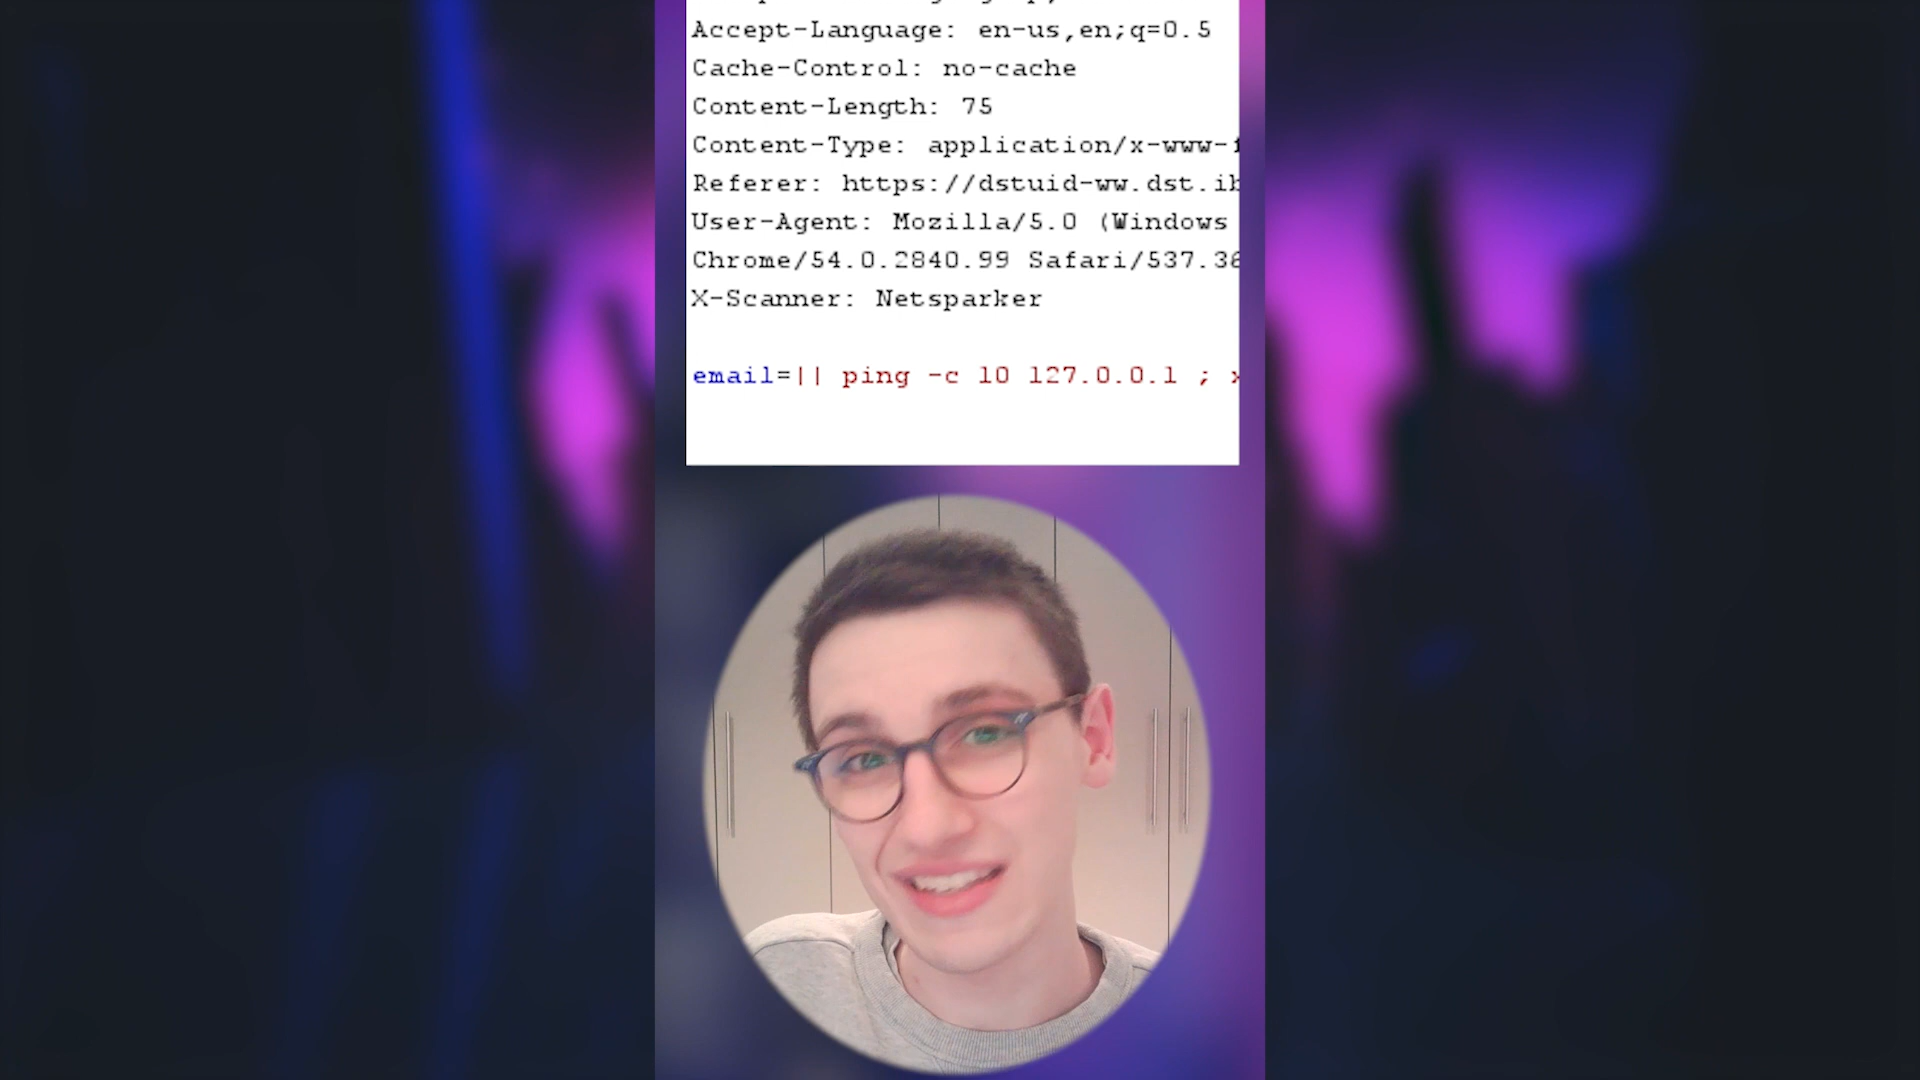 Accept-Language: en-us,en;q=0.5
Cache-Control: no-cache
Content-Length: 75
Content-Type: application/x-www-
Referer: https://dstuid-ww.dst.
User-Agent: Mozilla/5.0 (Windows
Chrome/54.0.2840.99 Safari/537.36
X-Scanner: Netsparker
email=|| ping -c 10 127.0.0.1 ;